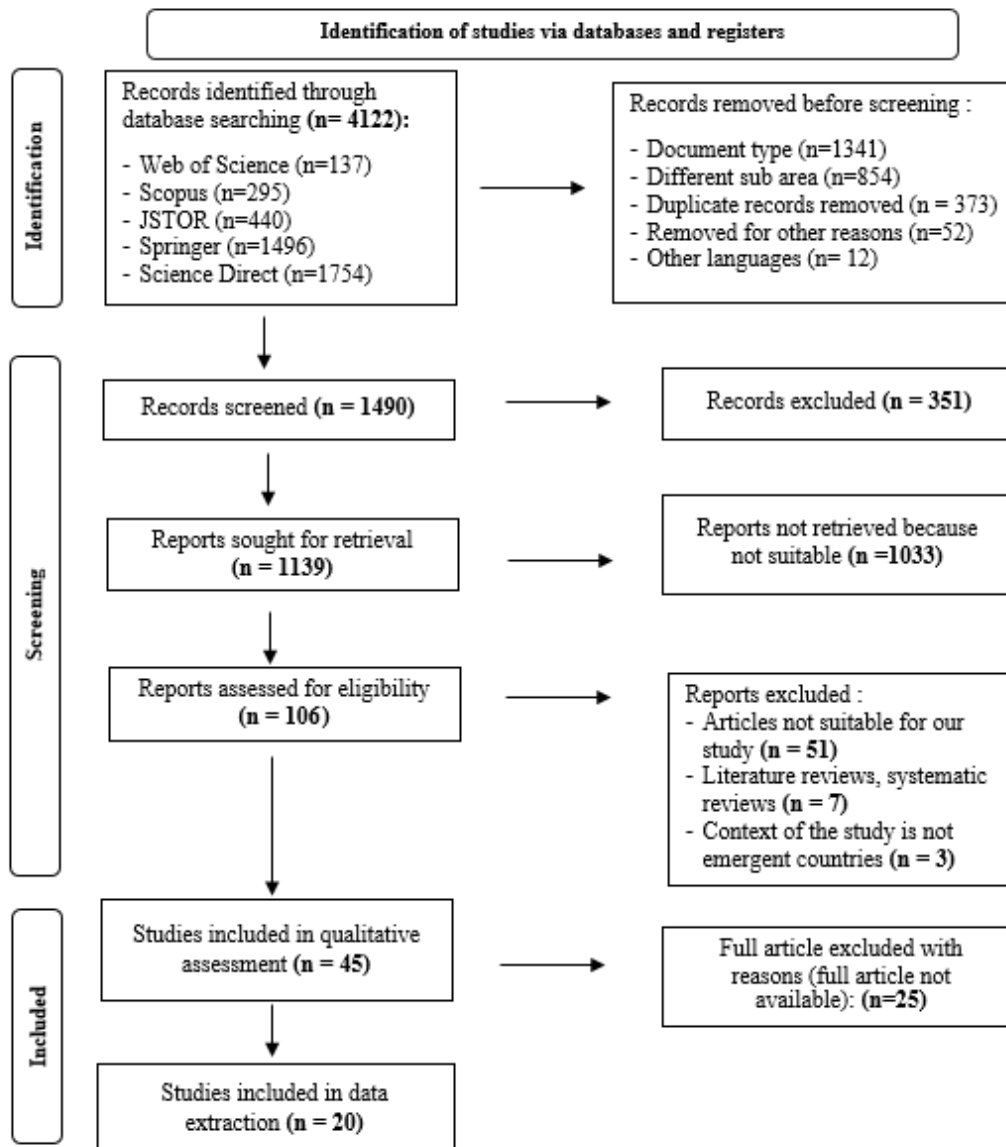 Identification of studies via databases and registers
Identification
Records identified through
database searching (n= 4122):
- Web of Science (n=137)
- Scopus (n=295)
- JSTOR (n=440)
- Springer (n=1496)
- Science Direct (n=1754)
Records removed before screening :
- Document type (n=1341)
- Different sub area (n=854)
- Duplicate records removed (n = 373)
- Removed for other reasons (n=52)
- Other languages (n= 12)
Screening
Records screened (n = 1490)
Records excluded (n = 351)
Reports sought for retrieval
(n = 1139)
Reports not retrieved because
not suitable (n =1033)
Reports assessed for eligibility
(n = 106)
Reports excluded :
- Articles not suitable for our
study (n = 51)
- Literature reviews, systematic
reviews (n = 7)
- Context of the study is not
emergent countries (n = 3)
Included
Studies included in qualitative
assessment (n = 45)
Full article excluded with
reasons (full article not
available): (n=25)
Studies included in data
extraction (n = 20)